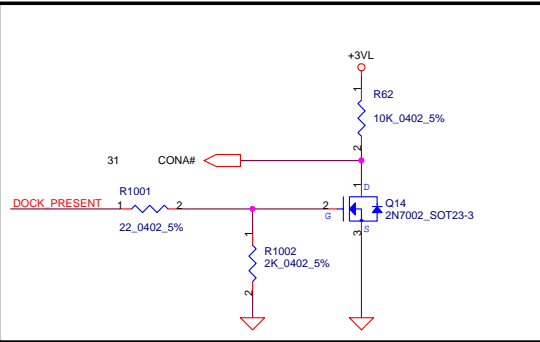 +3VL
1
R62
10K_0402_5%
2
31 CONA#
R1001
DOCK_PRESENT 1 2
22_0402_5%
1 D
2 G
Q14
2N7002_SOT23-3
S
3
1
R1002
2K_0402_5%
2